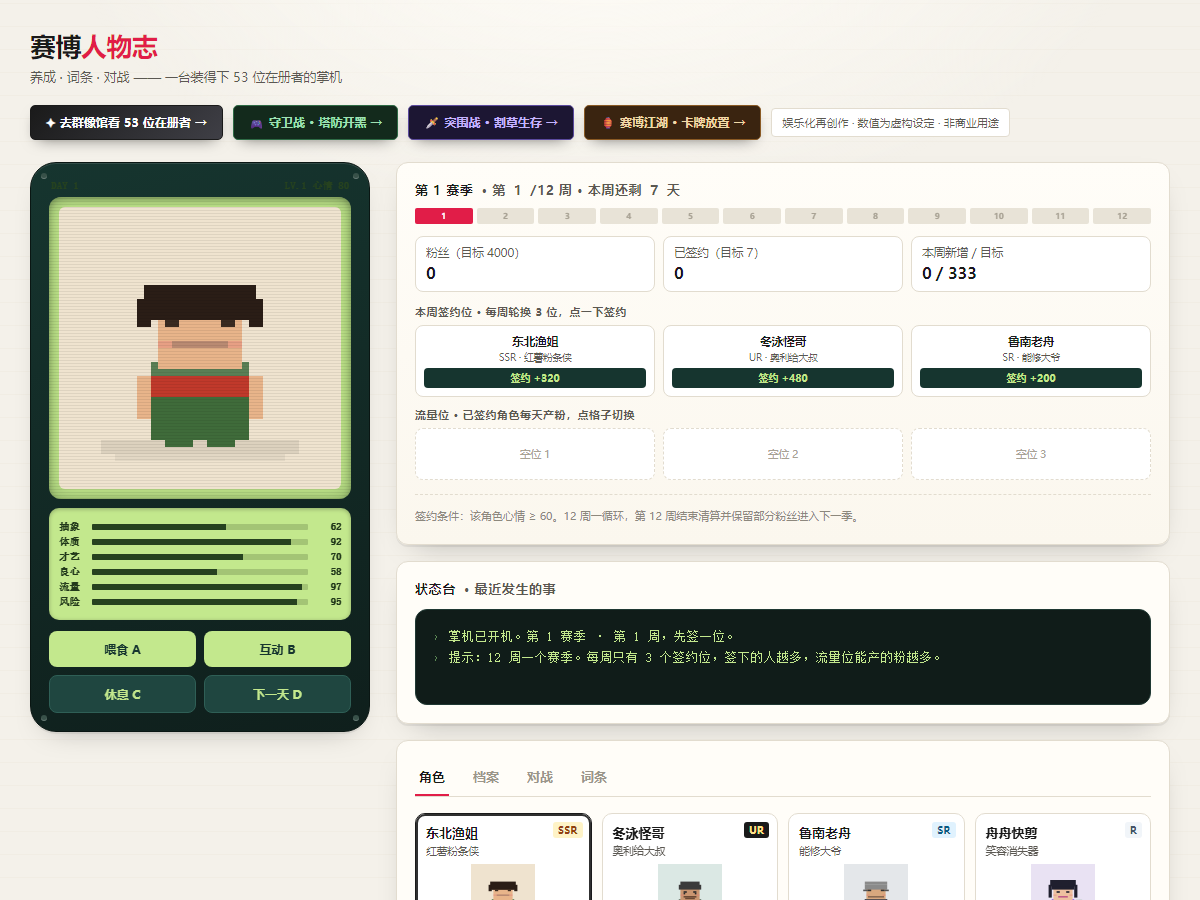 赛博人物志
养成 · 词条 · 对战 —— 一台装得下 53 位在册者的掌机
✦ 去群像馆看 53 位在册者 →
守卫战 • 塔防开黑 →
突围战 • 割草生存 →
赛博江湖 • 卡牌放置 →
娱乐化再创作 · 数值为虚构设定 · 非商业用途
DAY 1
LV.1 心情 80
抽象 62
体质 92
才艺 70
良心 58
流量 97
风险 95
喂食 A
互动 B
休息 C
下一天 D
第 1 赛季 • 第 1 /12 周 • 本周还剩 7 天
1 2 3 4 5 6 7 8 9 10 11 12
粉丝（目标 4000）
0
已签约（目标 7）
0
本周新增 / 目标
0 / 333
本周签约位 • 每周轮换 3 位，点一下签约
东北渔姐
SSR · 红薯粉条侠
签约 +320
冬泳怪哥
UR · 奥利给大叔
签约 +480
鲁南老舟
SR · 能修大爷
签约 +200
流量位 • 已签约角色每天产粉，点格子切换
空位 1
空位 2
空位 3
签约条件：该角色心情 ≥ 60。12 周一循环，第 12 周结束清算并保留部分粉丝进入下一季。
状态台 • 最近发生的事
› 掌机已开机。第 1 赛季 · 第 1 周，先签一位。
› 提示：12 周一个赛季。每周只有 3 个签约位，签下的人越多，流量位能产的粉越多。
角色
档案
对战
词条
东北渔姐
SSR
红薯粉条侠
冬泳怪哥
UR
奥利给大叔
鲁南老舟
SR
能修大爷
舟舟快剪
R
笑容消失器